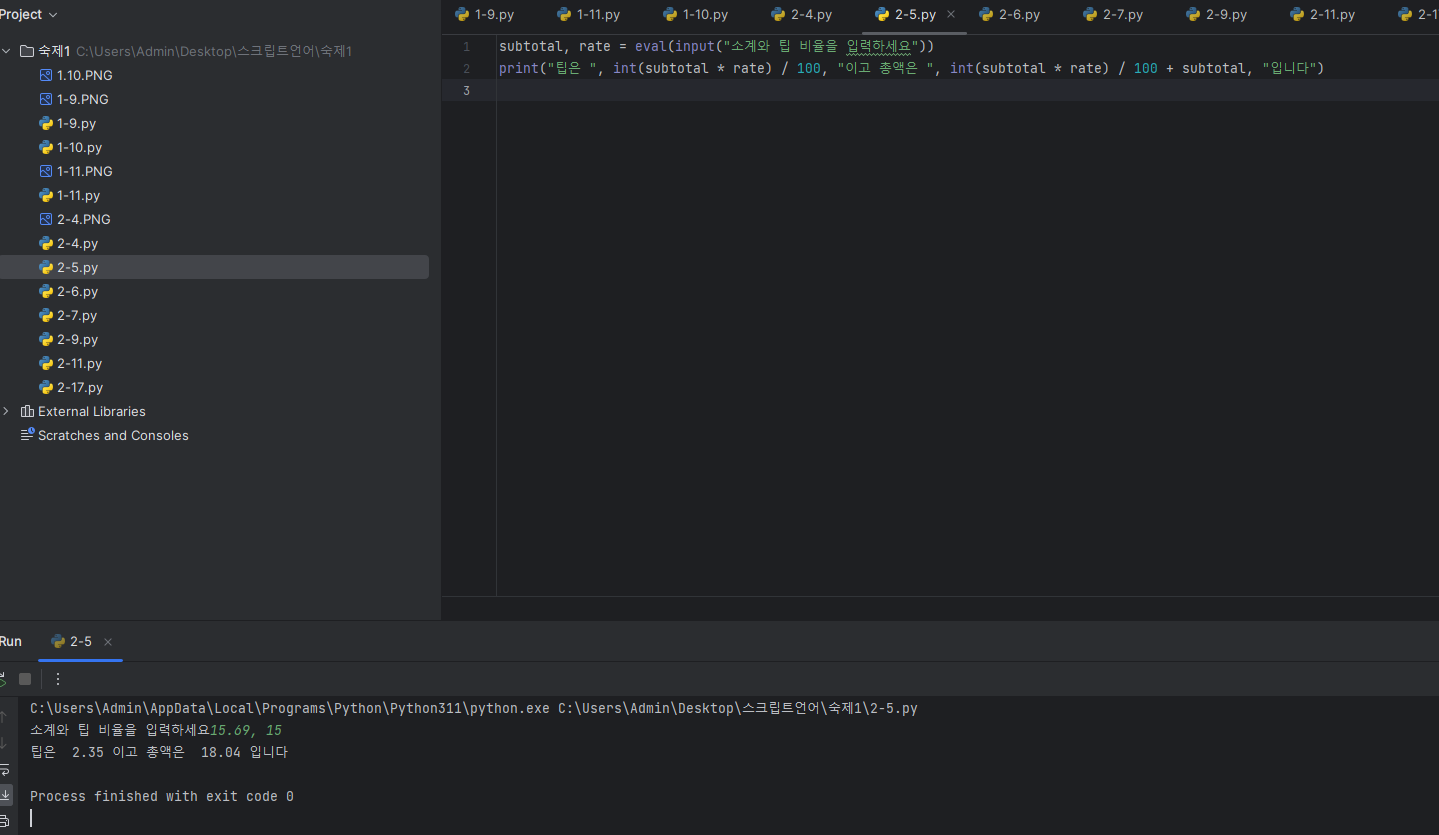 Project
숙제1 C:\Users\Admin\Desktop\스크립트언어\숙제1
1.10.PNG
1-9.PNG
1-9.py
1-10.py
1-11.PNG
1-11.py
2-4.PNG
2-4.py
2-5.py
2-6.py
2-7.py
2-9.py
2-11.py
2-17.py
External Libraries
Scratches and Consoles
1-9.py 1-11.py 1-10.py 2-4.py 2-5.py 2-6.py 2-7.py 2-9.py 2-11.py
1 subtotal, rate = eval(input("소계와 팁 비율을 입력하세요"))
2 print("팁은 ", int(subtotal * rate) / 100, "이고 총액은 ", int(subtotal * rate) / 100 + subtotal, "입니다")
3
Run 2-5
C:\Users\Admin\AppData\Local\Programs\Python\Python311\python.exe C:\Users\Admin\Desktop\스크립트언어\숙제1\2-5.py
소계와 팁 비율을 입력하세요15.69, 15
팁은  2.35 이고 총액은  18.04 입니다
Process finished with exit code 0